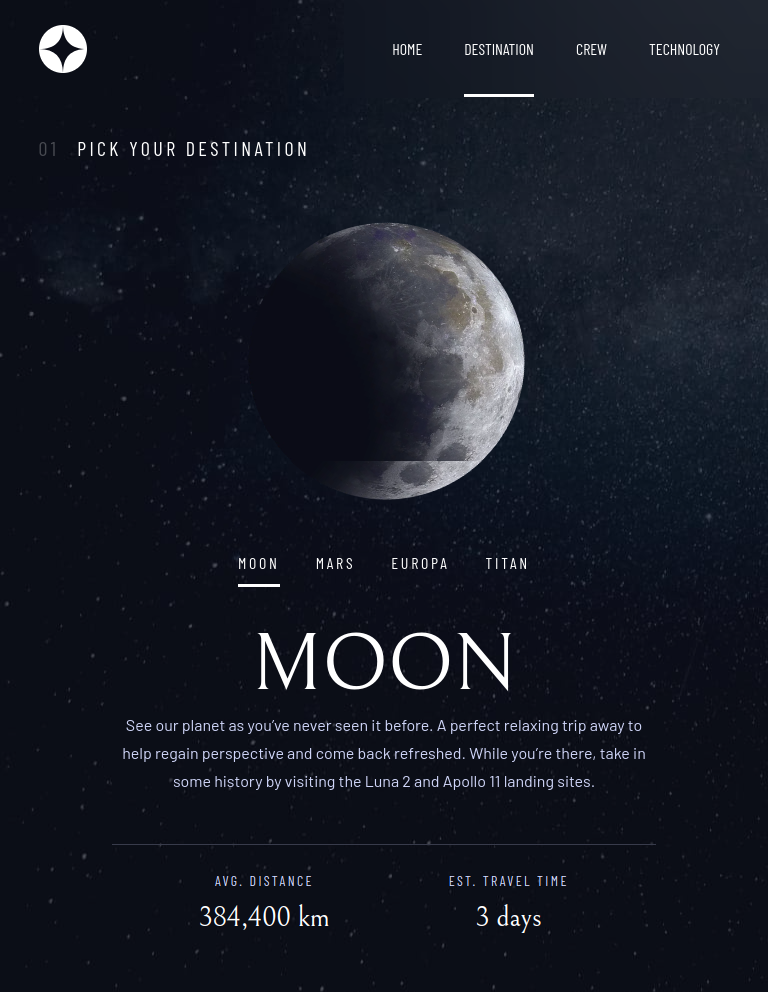 HOME DESTINATION CREW TECHNOLOGY
01 PICK YOUR DESTINATION
MOON MARS EUROPA TITAN
MOON
See our planet as you’ve never seen it before. A perfect relaxing trip away to
help regain perspective and come back refreshed. While you’re there, take in
some history by visiting the Luna 2 and Apollo 11 landing sites.
AVG. DISTANCE EST. TRAVEL TIME
384,400 km 3 days